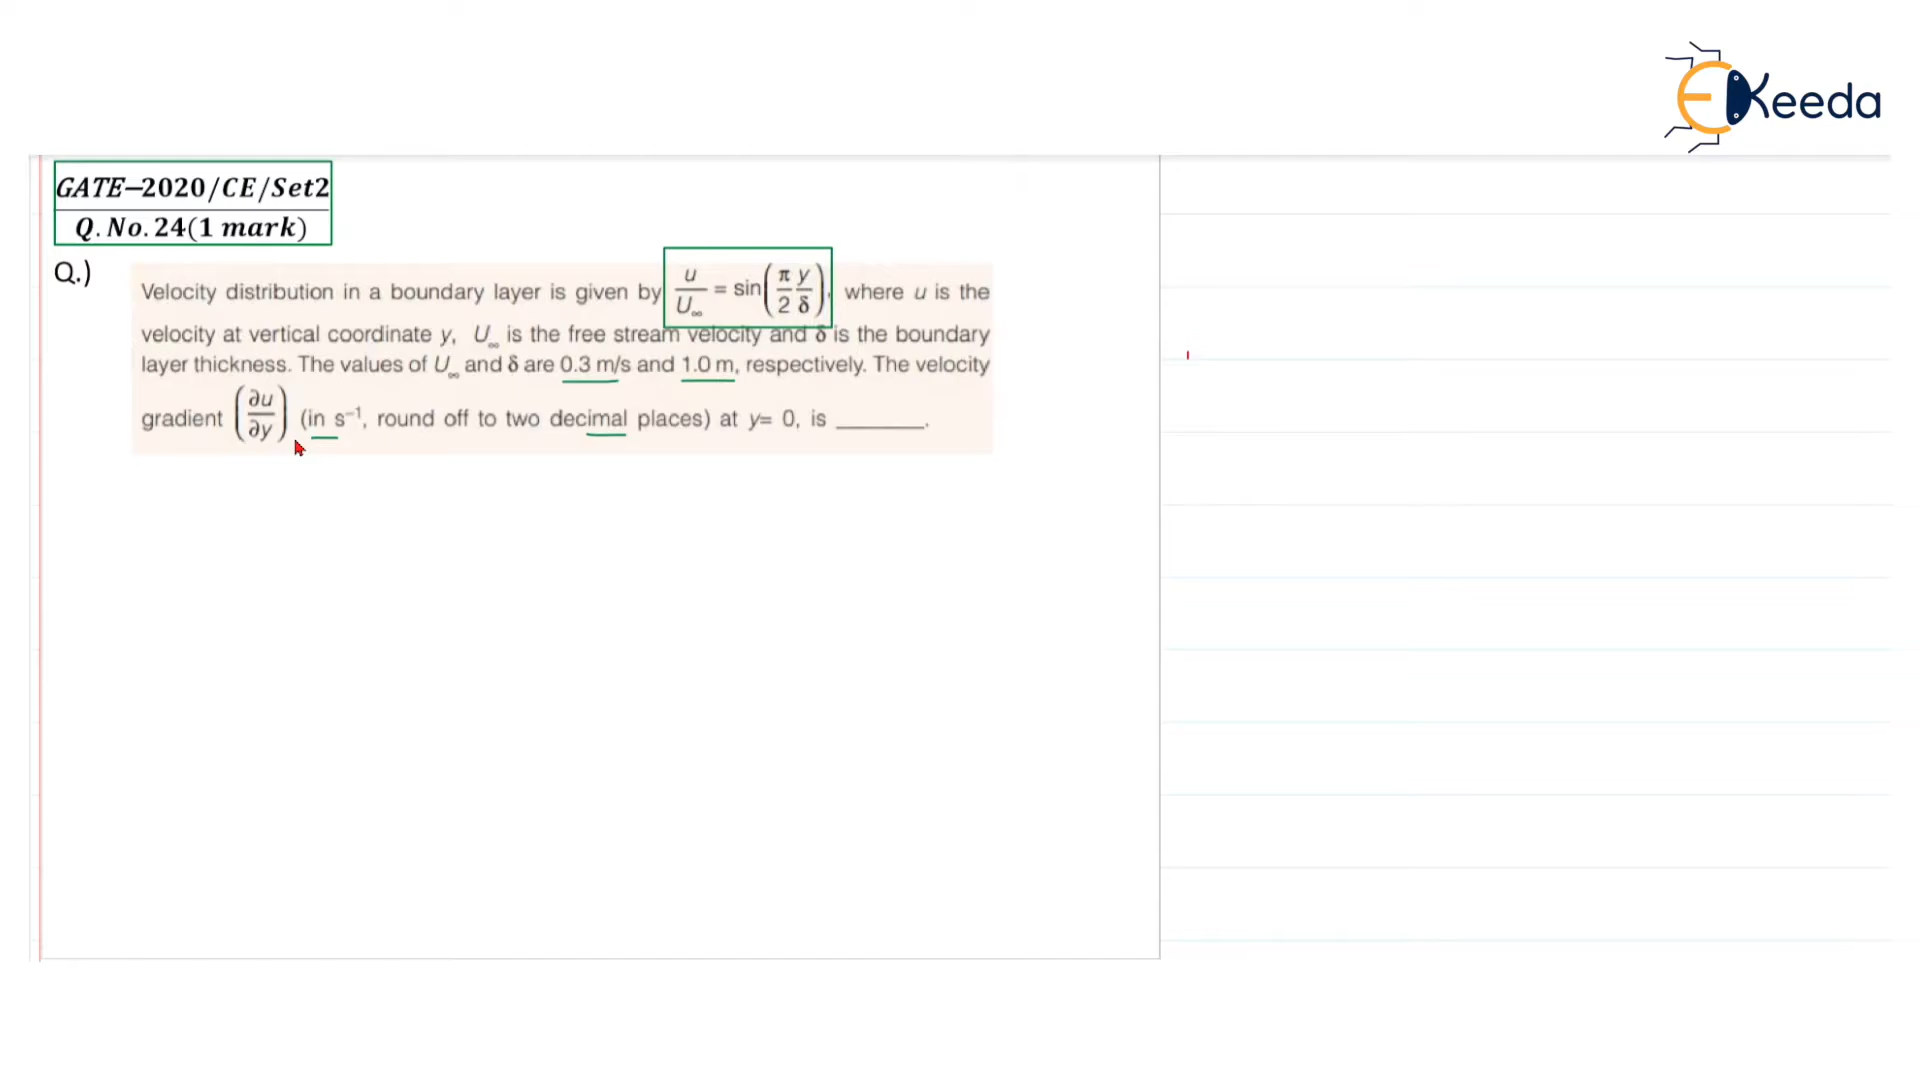 EKeeda
GATE–2020/CE/Set2
Q. No. 24(1 mark)
Q.)
Velocity distribution in a boundary layer is given by u/U∞ = sin(π/2 y/δ), where u is the
velocity at vertical coordinate y, U∞ is the free stream velocity and δ is the boundary
layer thickness. The values of U∞ and δ are 0.3 m/s and 1.0 m, respectively. The velocity
gradient (∂u/∂y) (in s⁻¹, round off to two decimal places) at y= 0, is ________.